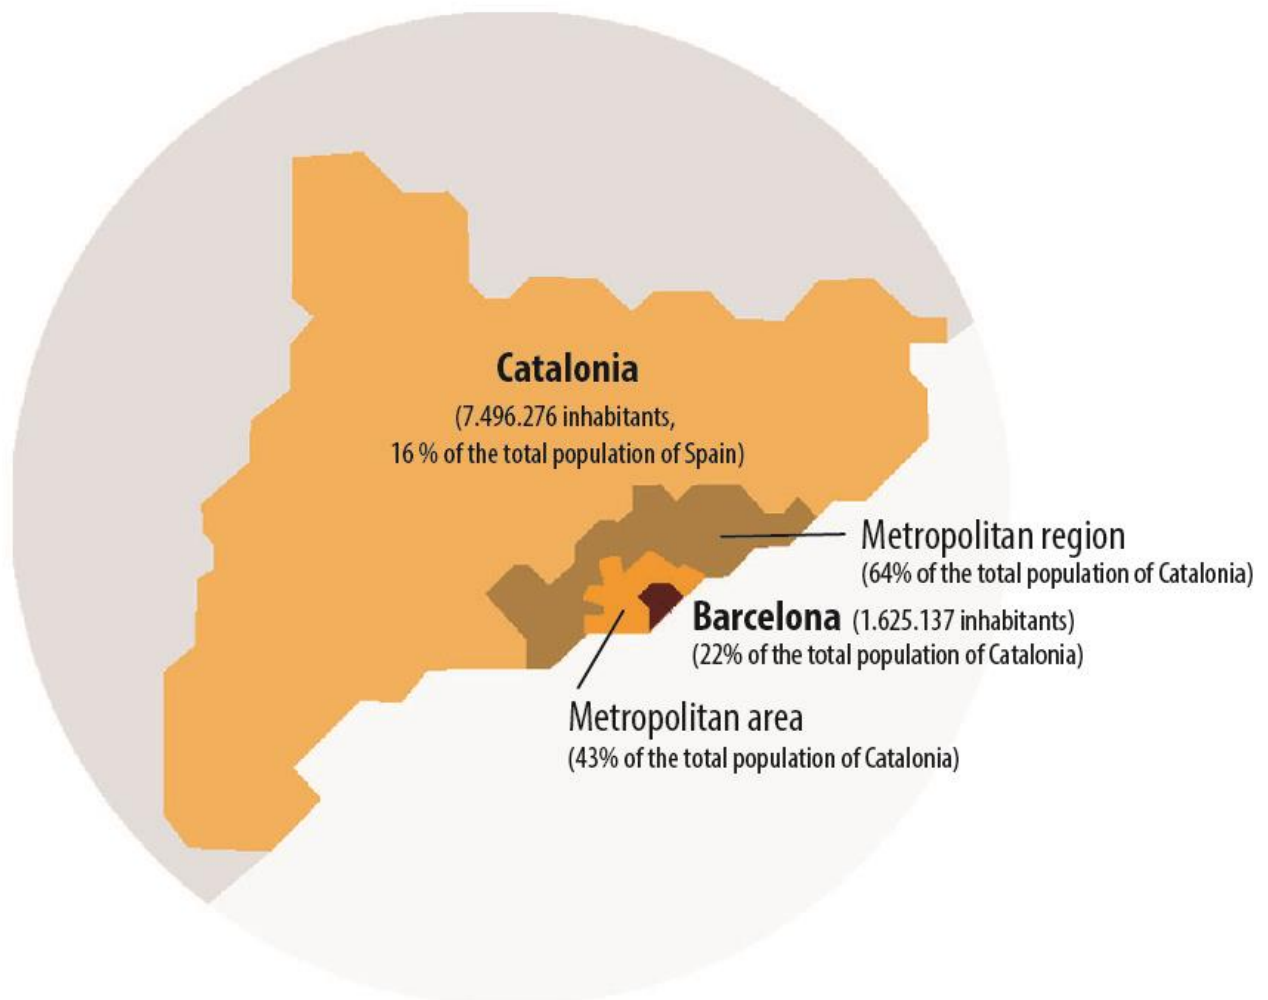 Catalonia
(7.496.276 inhabitants,
16 % of the total population of Spain)
Metropolitan region
(64% of the total population of Catalonia)
Barcelona (1.625.137 inhabitants)
(22% of the total population of Catalonia)
Metropolitan area
(43% of the total population of Catalonia)